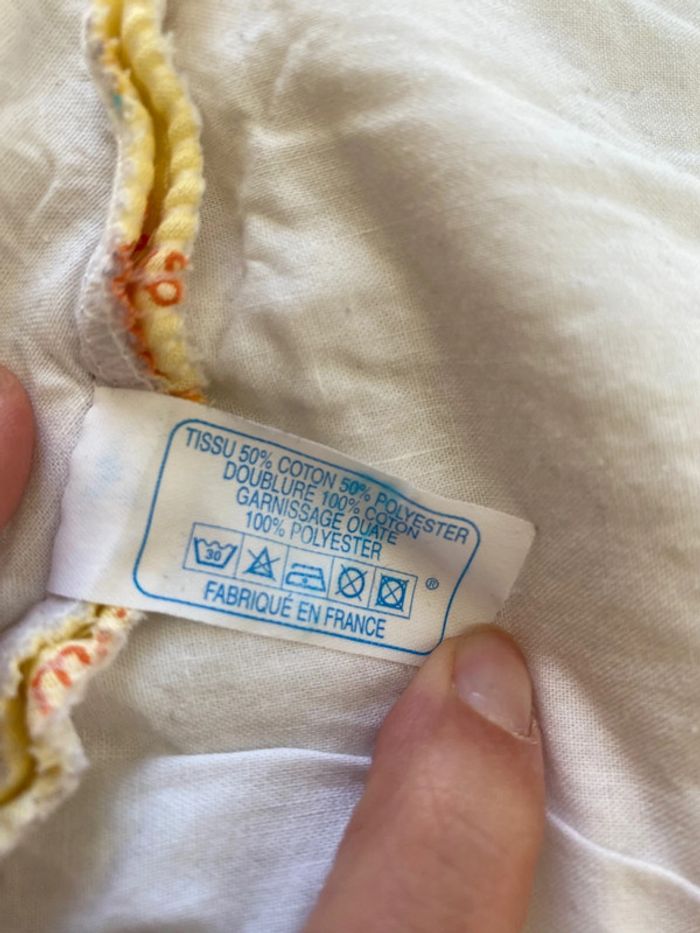 TISSU 50% COTON 50% POLYESTER
DOUBLURE 100% COTON
GARNISSAGE OUATE
100% POLYESTER
30
®
FABRIQUÉ EN FRANCE